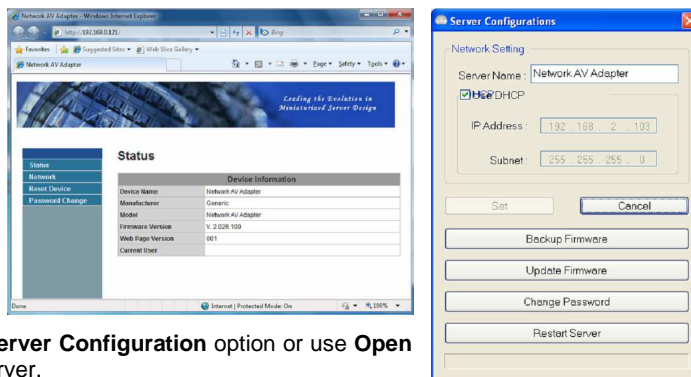 Network AV Adapter - Windows Internet Explorer
http://192.168.0.121/
Bing
Favorites
Suggested Sites
Web Slice Gallery
Network AV Adapter
Page
Safety
Tools
Leading the Evolution in
Miniaturized Server Design
Status
Network
Reset Device
Password Change
Status
Device Information
Device Name Network AV Adapter
Manufacturer Generic
Model Network AV Adapter
Firmware Version V. 2.026.100
Web Page Version 001
Current User
Done
Internet | Protected Mode: On
100%
erver Configuration option or use Open
rver.
Server Configurations
Network Setting :
Server Name : Network AV Adapter
DHCP
IP Address : 192 . 168 . 2 . 103
Subnet : 255 . 255 . 255 . 0
Set
Cancel
Backup Firmware
Update Firmware
Change Password
Restart Server